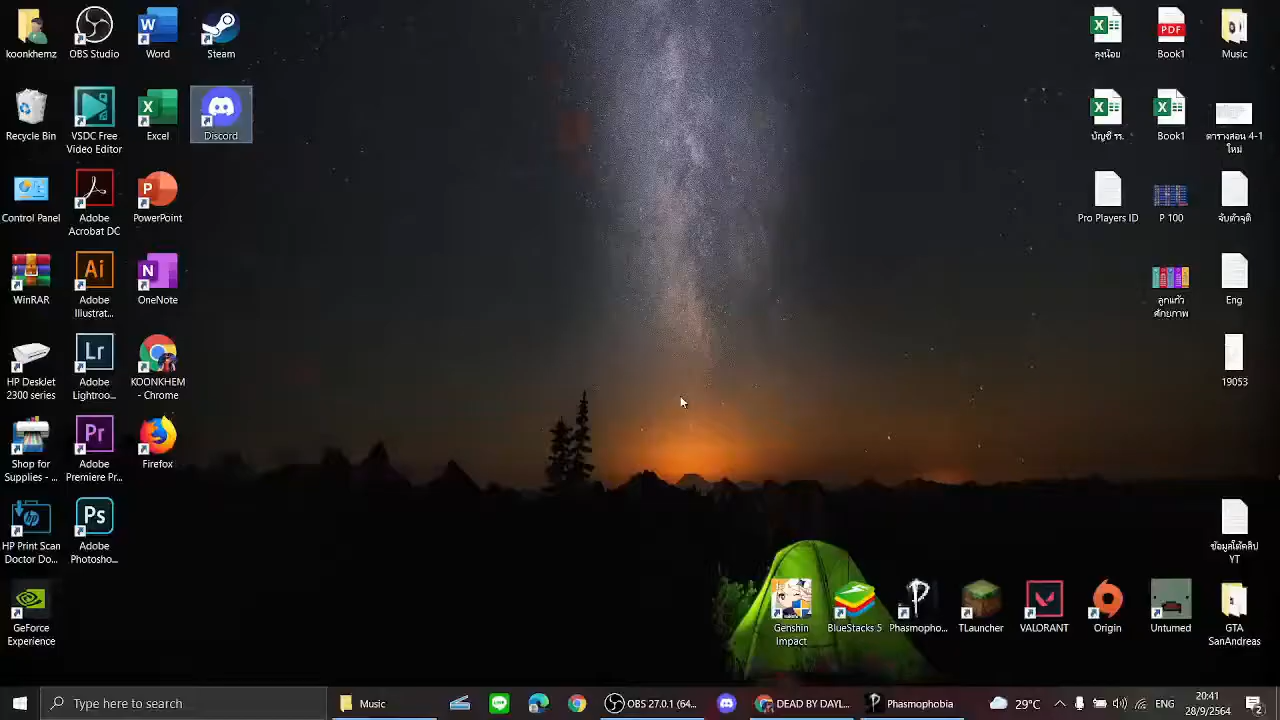 koonkhemz
OBS Studio
Word
Steam
Recycle Bin
VSDC Free
Video Editor
Excel
Discord
Control Panel
Adobe
Acrobat DC
PowerPoint
WinRAR
Adobe
Illustrat...
OneNote
HP DeskJet
2300 series
Adobe
Lightroo...
KOONKHEM
- Chrome
Shop for
Supplies - ...
Adobe
Premiere Pr...
Firefox
HP Print Scan
Doctor Do...
Adobe
Photosho...
GeForce
Experience
ลุงน้อย
Book1
Music
บัญชี รร.
Book1
ตารางสอน 4-1
ใหม่
Pro Players ID
P 100
จับตัวจุติ
ลูกแก้ว
ศักยภาพ
Eng
19053
ข้อมูลใต้คลิป
YT
Genshin
Impact
BlueStacks 5
Phasmopho...
TLauncher
VALORANT
Origin
Unturned
GTA
SanAndreas
Type here to search
Music
OBS 27.0.1 (64...
DEAD BY DAYL...
Phasmophobia
29°C
ENG
20:41
28/9/2564